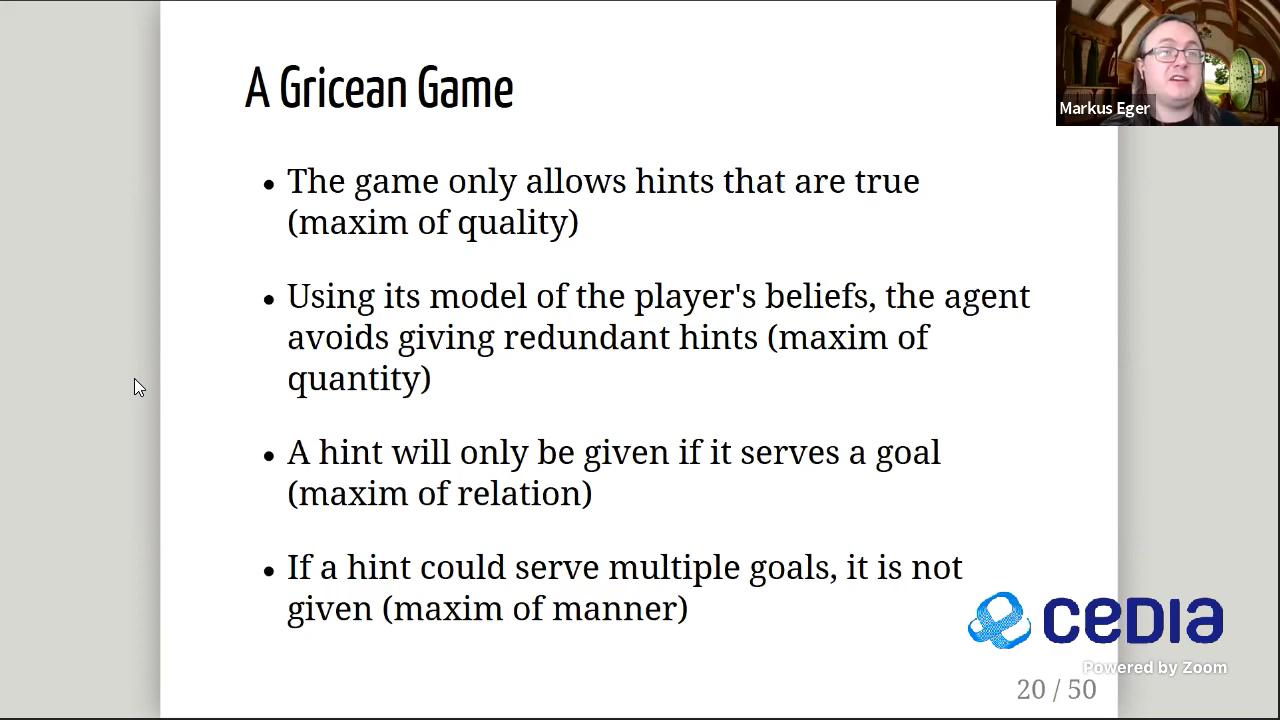 A Gricean Game
Markus Eger
• The game only allows hints that are true
(maxim of quality)
• Using its model of the player's beliefs, the agent
avoids giving redundant hints (maxim of
quantity)
• A hint will only be given if it serves a goal
(maxim of relation)
• If a hint could serve multiple goals, it is not
given (maxim of manner)
CEDIA
Powered by Zoom
20 / 50